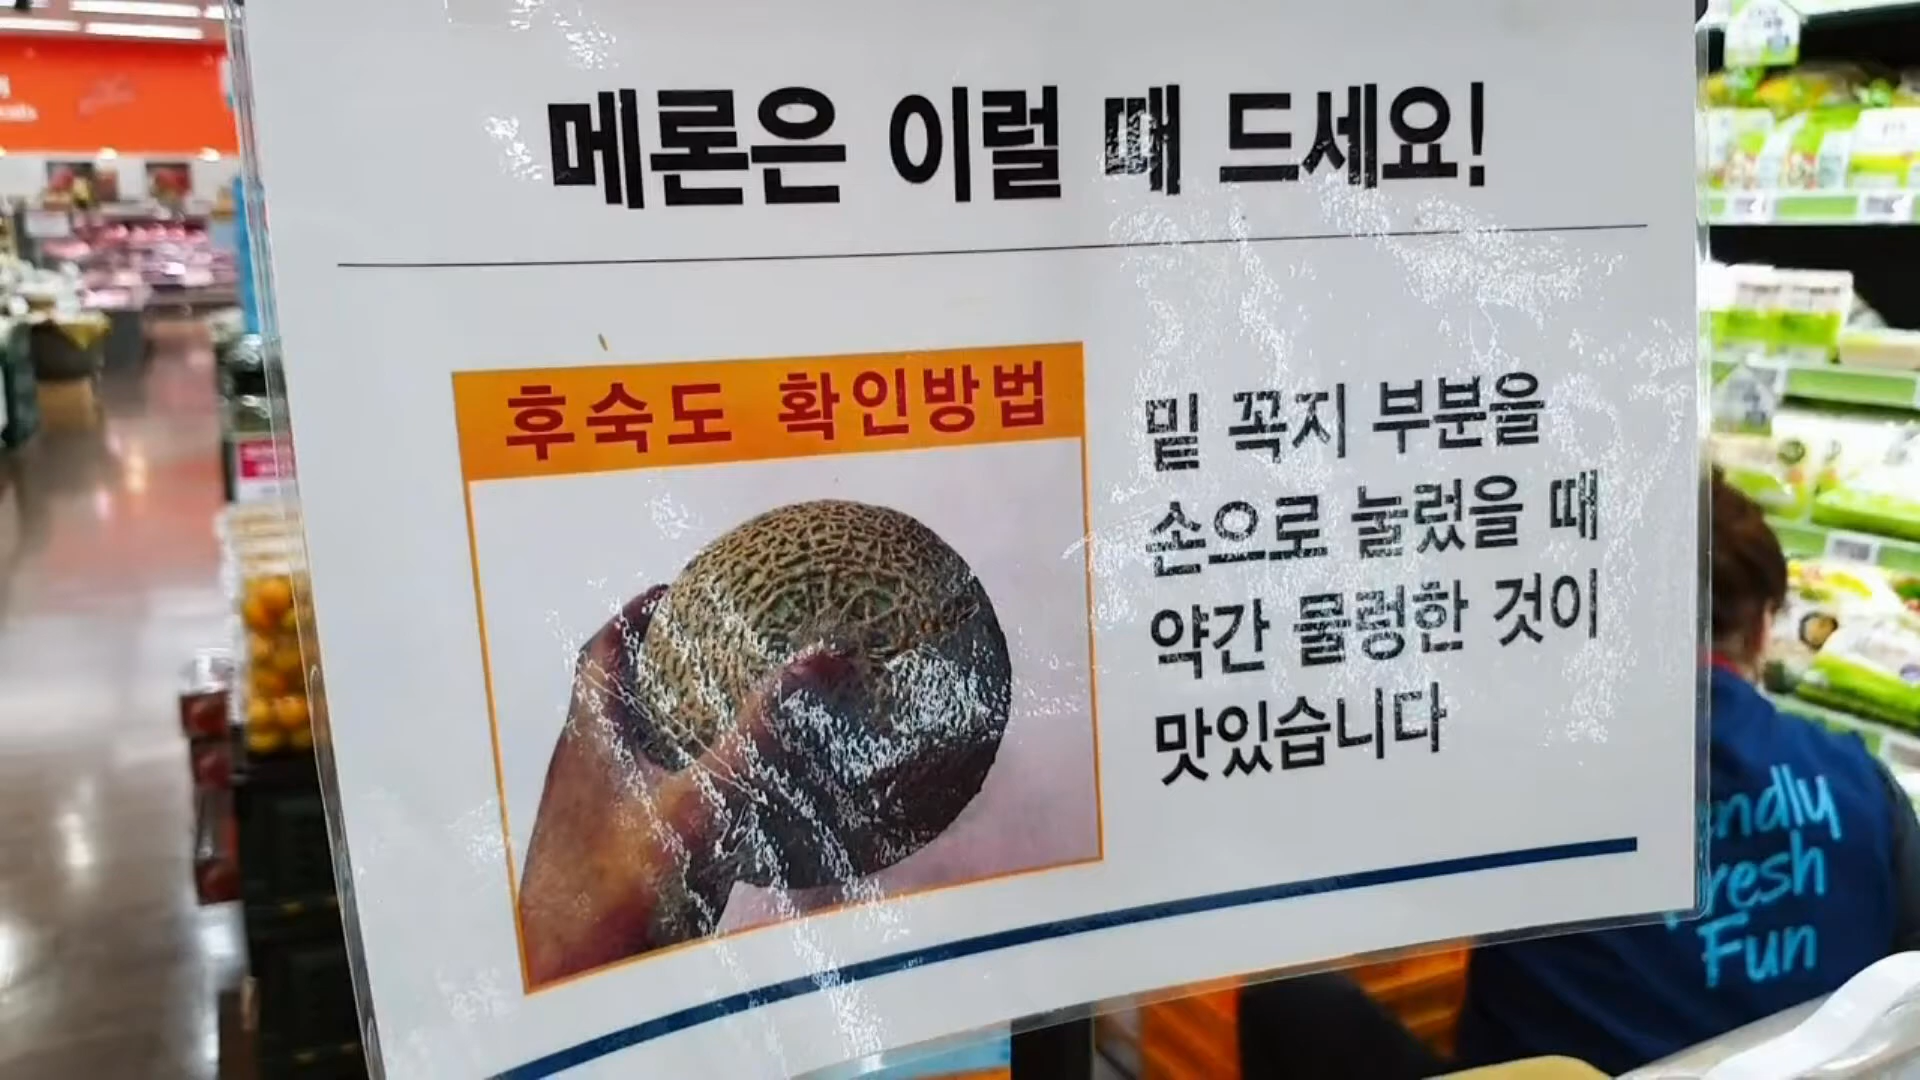 메론은 이럴 때 드세요!
후숙도 확인방법
밑 꼭지 부분을
손으로 눌렀을 때
약간 물렁한 것이
맛있습니다
Fresh
Fun